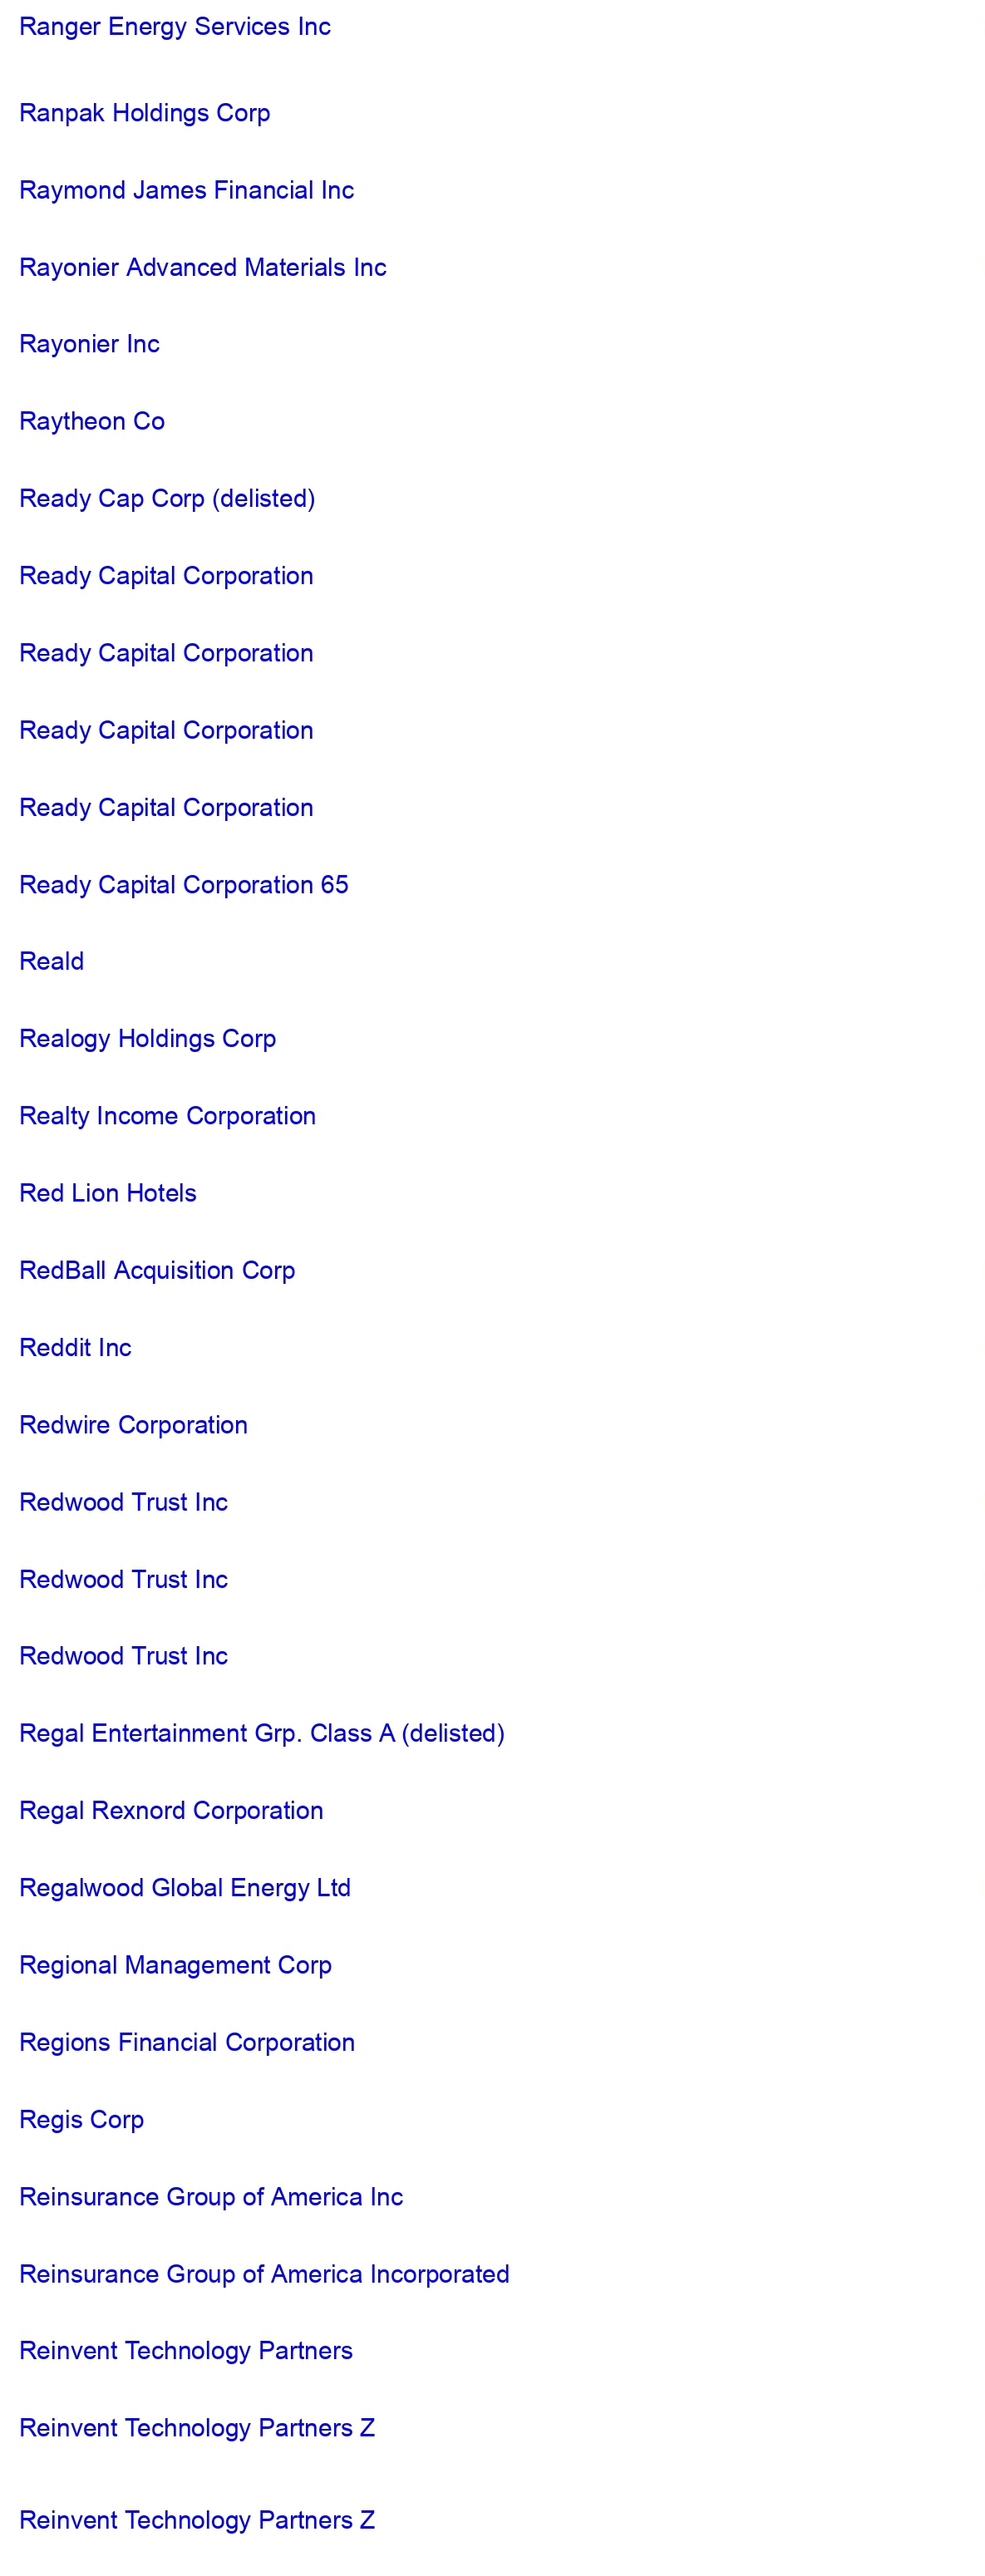 Ranger Energy Services Inc
Ranpak Holdings Corp
Raymond James Financial Inc
Rayonier Advanced Materials Inc
Rayonier Inc
Raytheon Co
Ready Cap Corp (delisted)
Ready Capital Corporation
Ready Capital Corporation
Ready Capital Corporation
Ready Capital Corporation
Ready Capital Corporation 65
Reald
Realogy Holdings Corp
Realty Income Corporation
Red Lion Hotels
RedBall Acquisition Corp
Reddit Inc
Redwire Corporation
Redwood Trust Inc
Redwood Trust Inc
Redwood Trust Inc
Regal Entertainment Grp. Class A (delisted)
Regal Rexnord Corporation
Regalwood Global Energy Ltd
Regional Management Corp
Regions Financial Corporation
Regis Corp
Reinsurance Group of America Inc
Reinsurance Group of America Incorporated
Reinvent Technology Partners
Reinvent Technology Partners Z
Reinvent Technology Partners Z